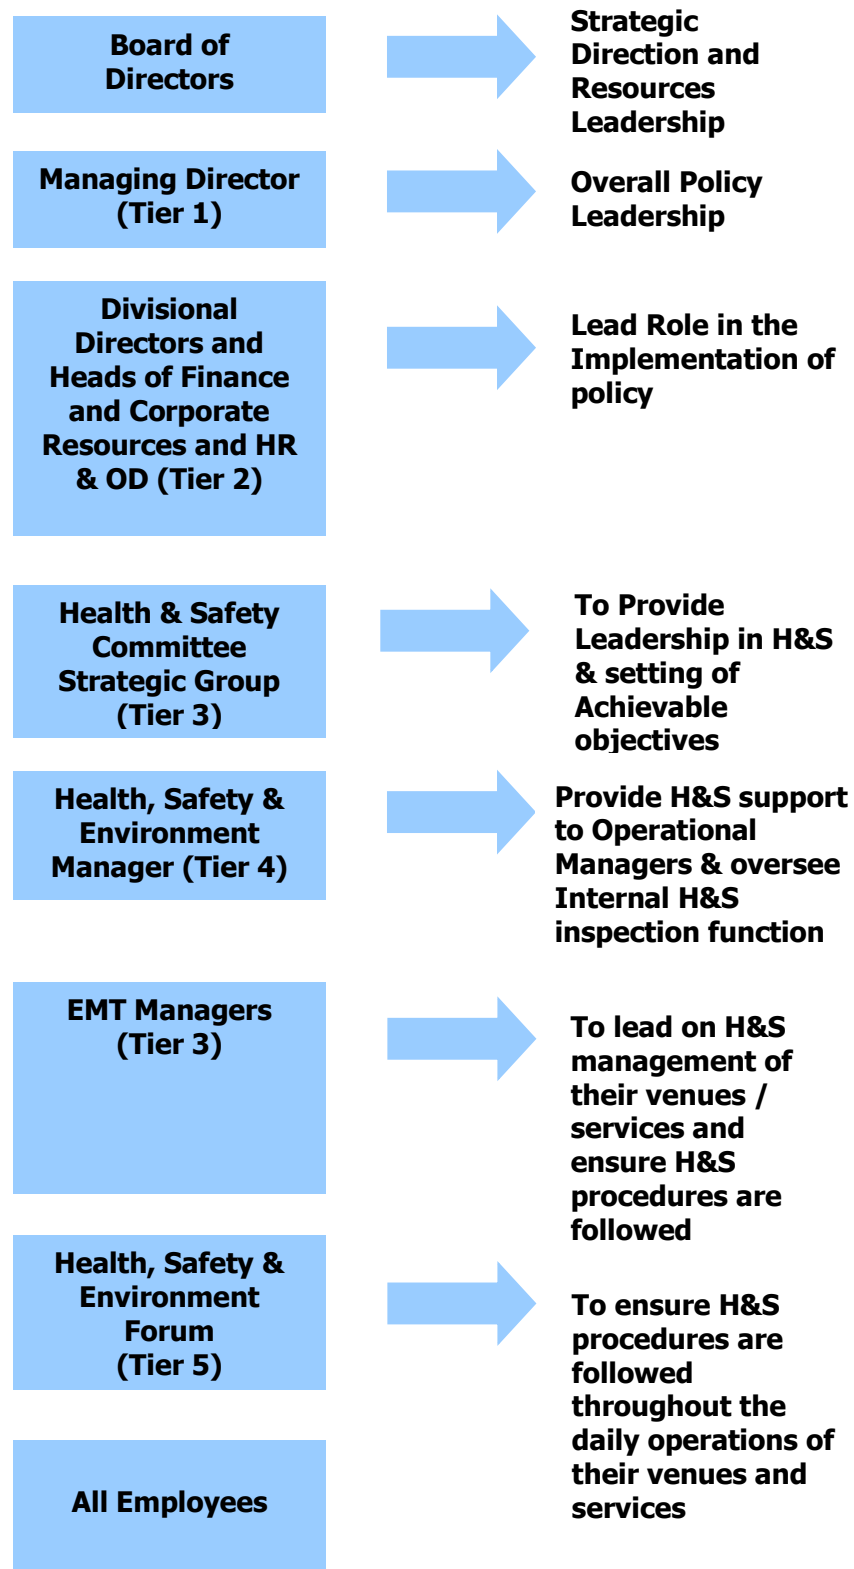 Board of
Directors
Strategic
Direction and
Resources
Leadership
Managing Director
(Tier 1)
Overall Policy
Leadership
Divisional
Directors and
Heads of Finance
and Corporate
Resources and HR
& OD (Tier 2)
Lead Role in the
Implementation of
policy
Health & Safety
Committee
Strategic Group
(Tier 3)
To Provide
Leadership in H&S
& setting of
Achievable
objectives
Health, Safety &
Environment
Manager (Tier 4)
Provide H&S support
to Operational
Managers & oversee
Internal H&S
inspection function
EMT Managers
(Tier 3)
To lead on H&S
management of
their venues /
services and
ensure H&S
procedures are
followed
Health, Safety &
Environment
Forum
(Tier 5)
To ensure H&S
procedures are
followed
throughout the
daily operations of
their venues and
services
All Employees